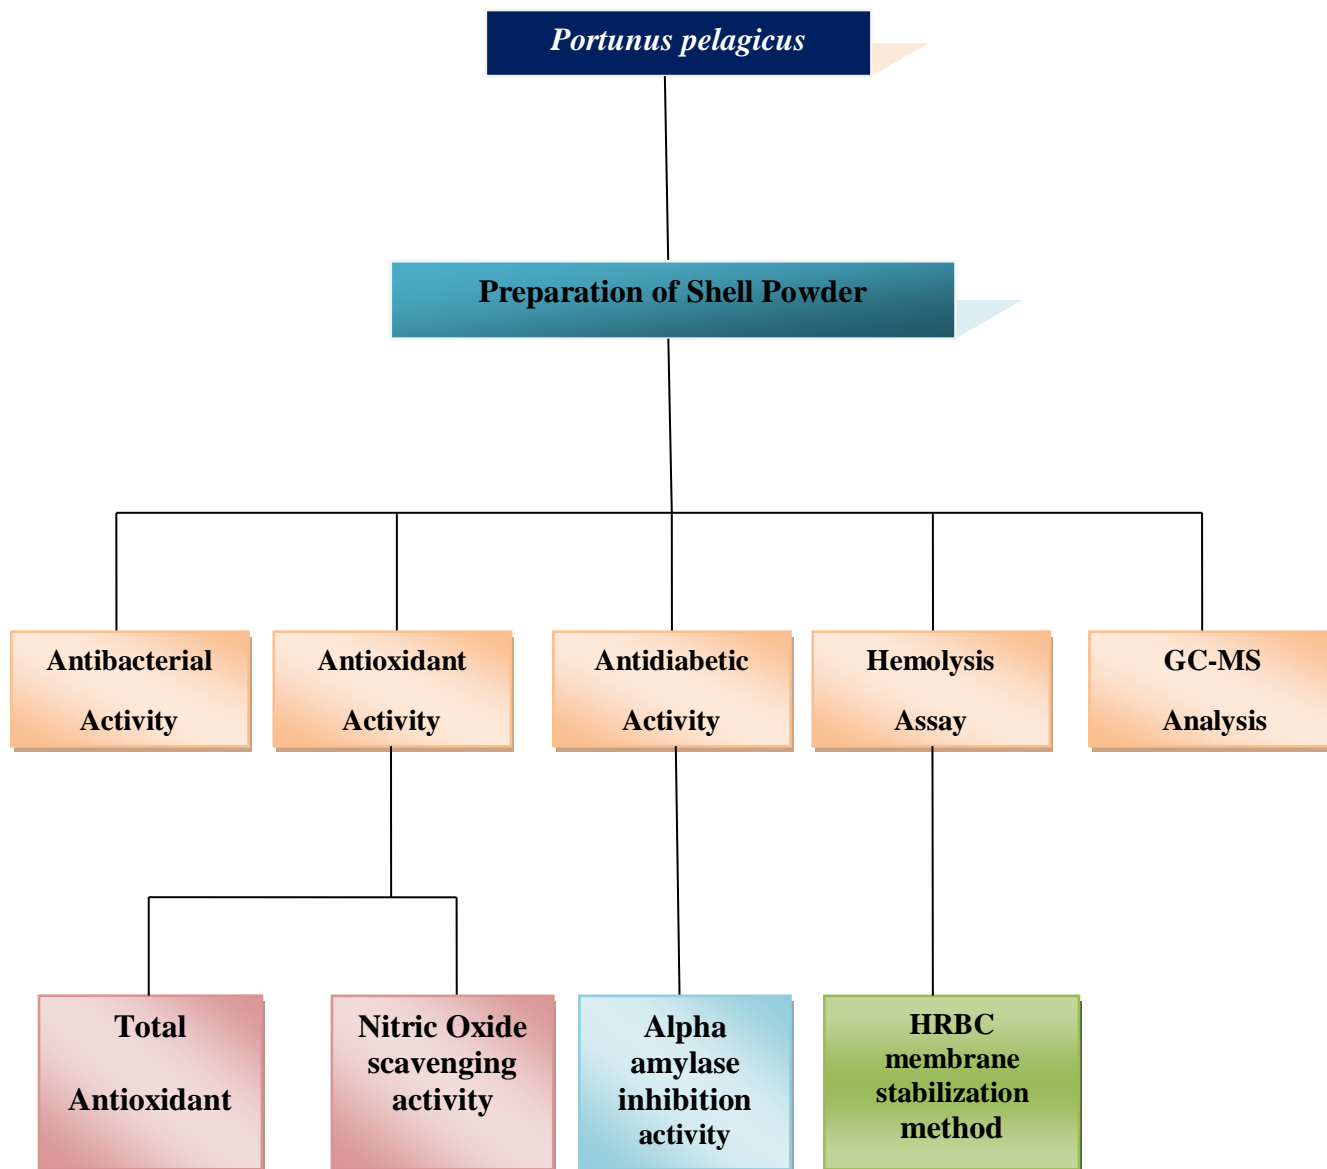 Portunus pelagicus
Preparation of Shell Powder
Antibacterial
Activity
Antioxidant
Activity
Antidiabetic
Activity
Hemolysis
Assay
GC-MS
Analysis
Total
Antioxidant
Nitric Oxide
scavenging
activity
Alpha
amylase
inhibition
activity
HRBC
membrane
stabilization
method